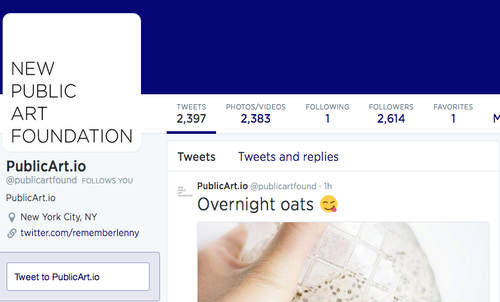 NEW
PUBLIC
ART
FOUNDATION
PublicArt.io
@publicartfound FOLLOWS YOU
PublicArt.io
New York City, NY
twitter.com/rememberlenny
Tweet to PublicArt.io
TWEETS PHOTOS/VIDEOS FOLLOWING FOLLOWERS FAVORITES M
2,397 2,383 1 2,614 1
Tweets Tweets and replies
PublicArt.io @publicartfound · 1h
Overnight oats 😋